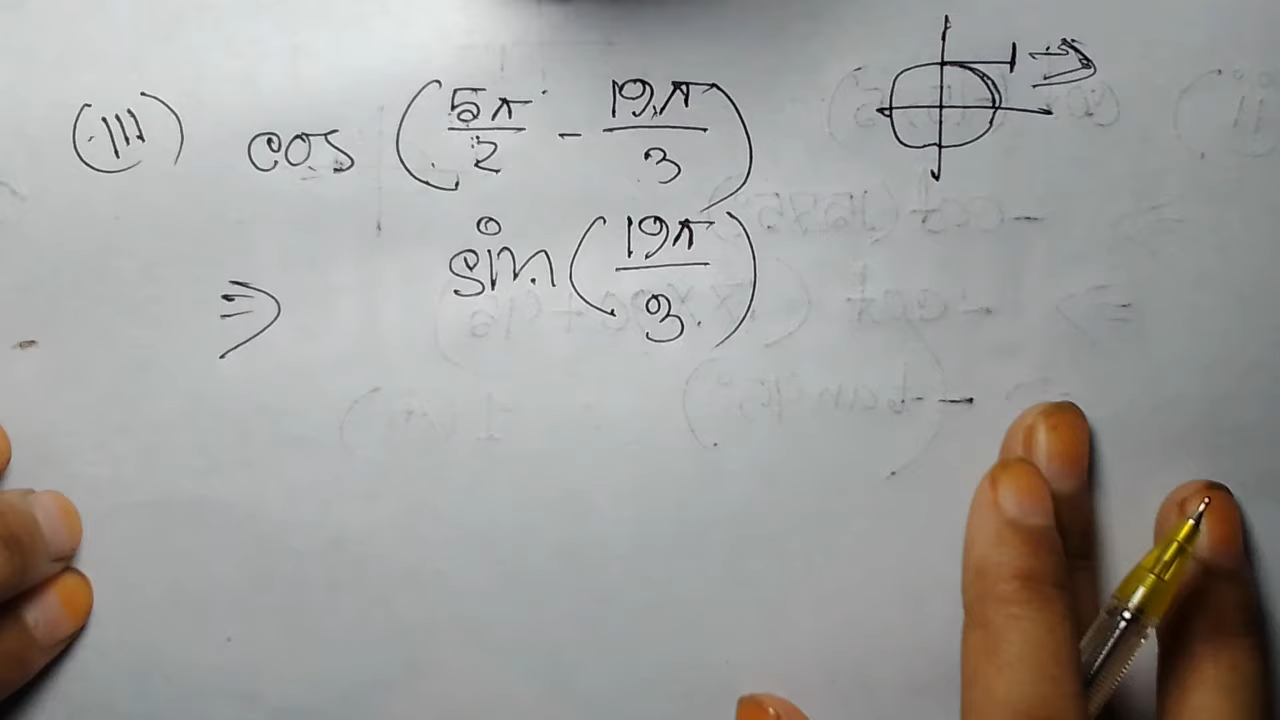 (iii) cos (5π/2 - 19π/3)
⇒ sin (19π/3)